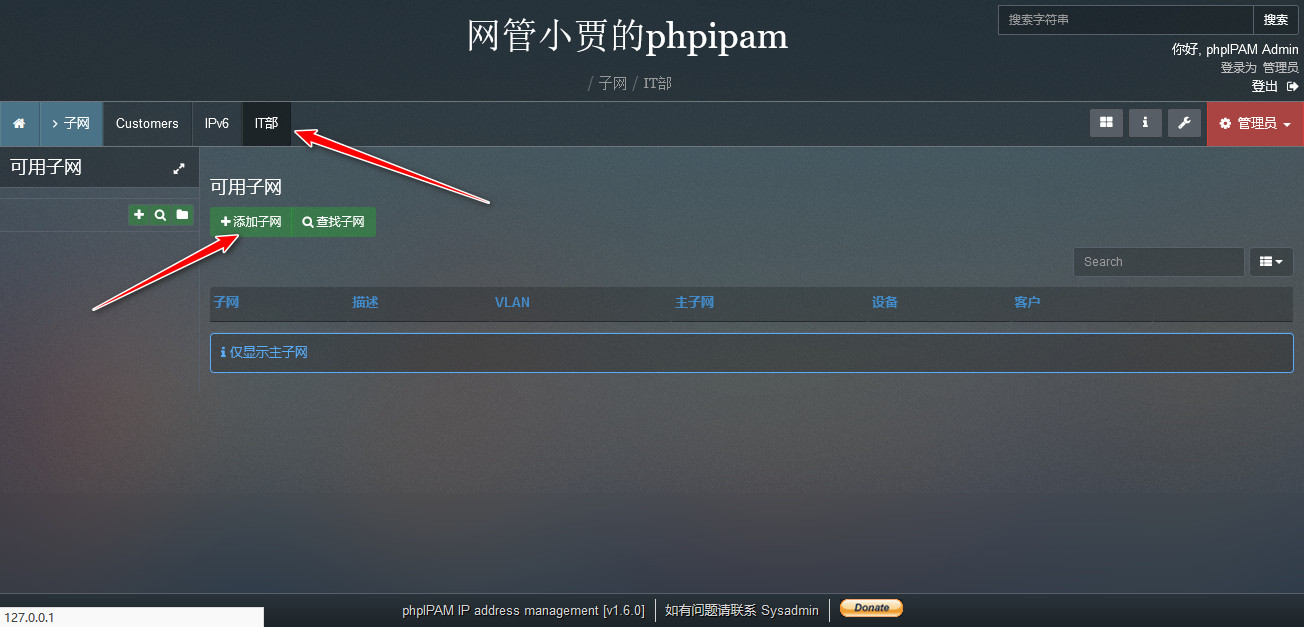 网管小贾的phpipam
/ 子网 / IT部
搜索字符串 搜索
你好, phpIPAM Admin
登录为 管理员
登出
子网 Customers IPv6 IT部 管理员
可用子网
可用子网
添加子网 查找子网
Search
子网 描述 VLAN 主子网 设备 客户
仅显示主子网
phpIPAM IP address management [v1.6.0] 如有问题请联系 Sysadmin Donate
127.0.0.1